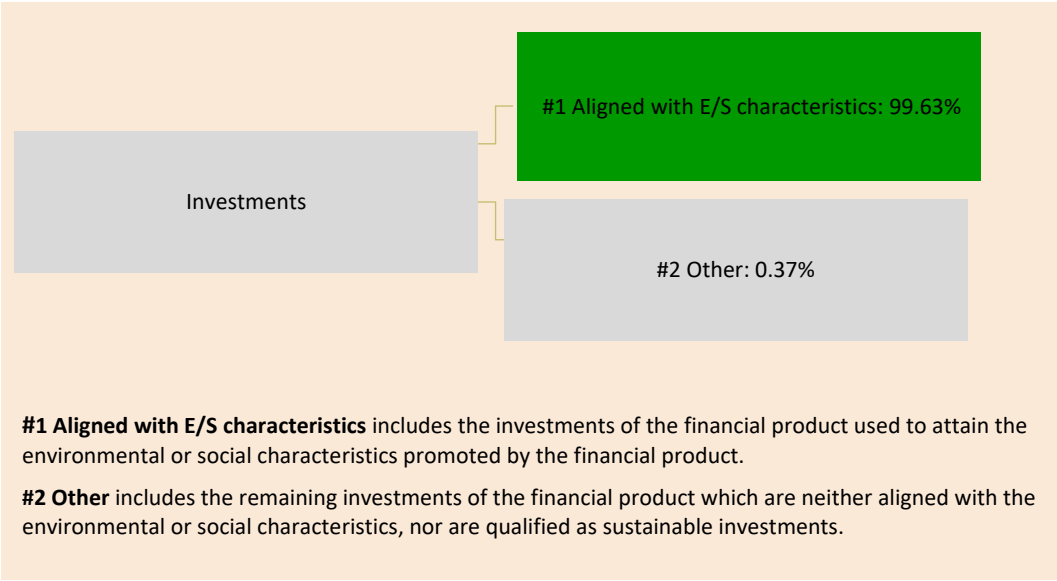 #1 Aligned with E/S characteristics: 99.63%
Investments
#2 Other: 0.37%
#1 Aligned with E/S characteristics includes the investments of the financial product used to attain the
environmental or social characteristics promoted by the financial product.
#2 Other includes the remaining investments of the financial product which are neither aligned with the
environmental or social characteristics, nor are qualified as sustainable investments.